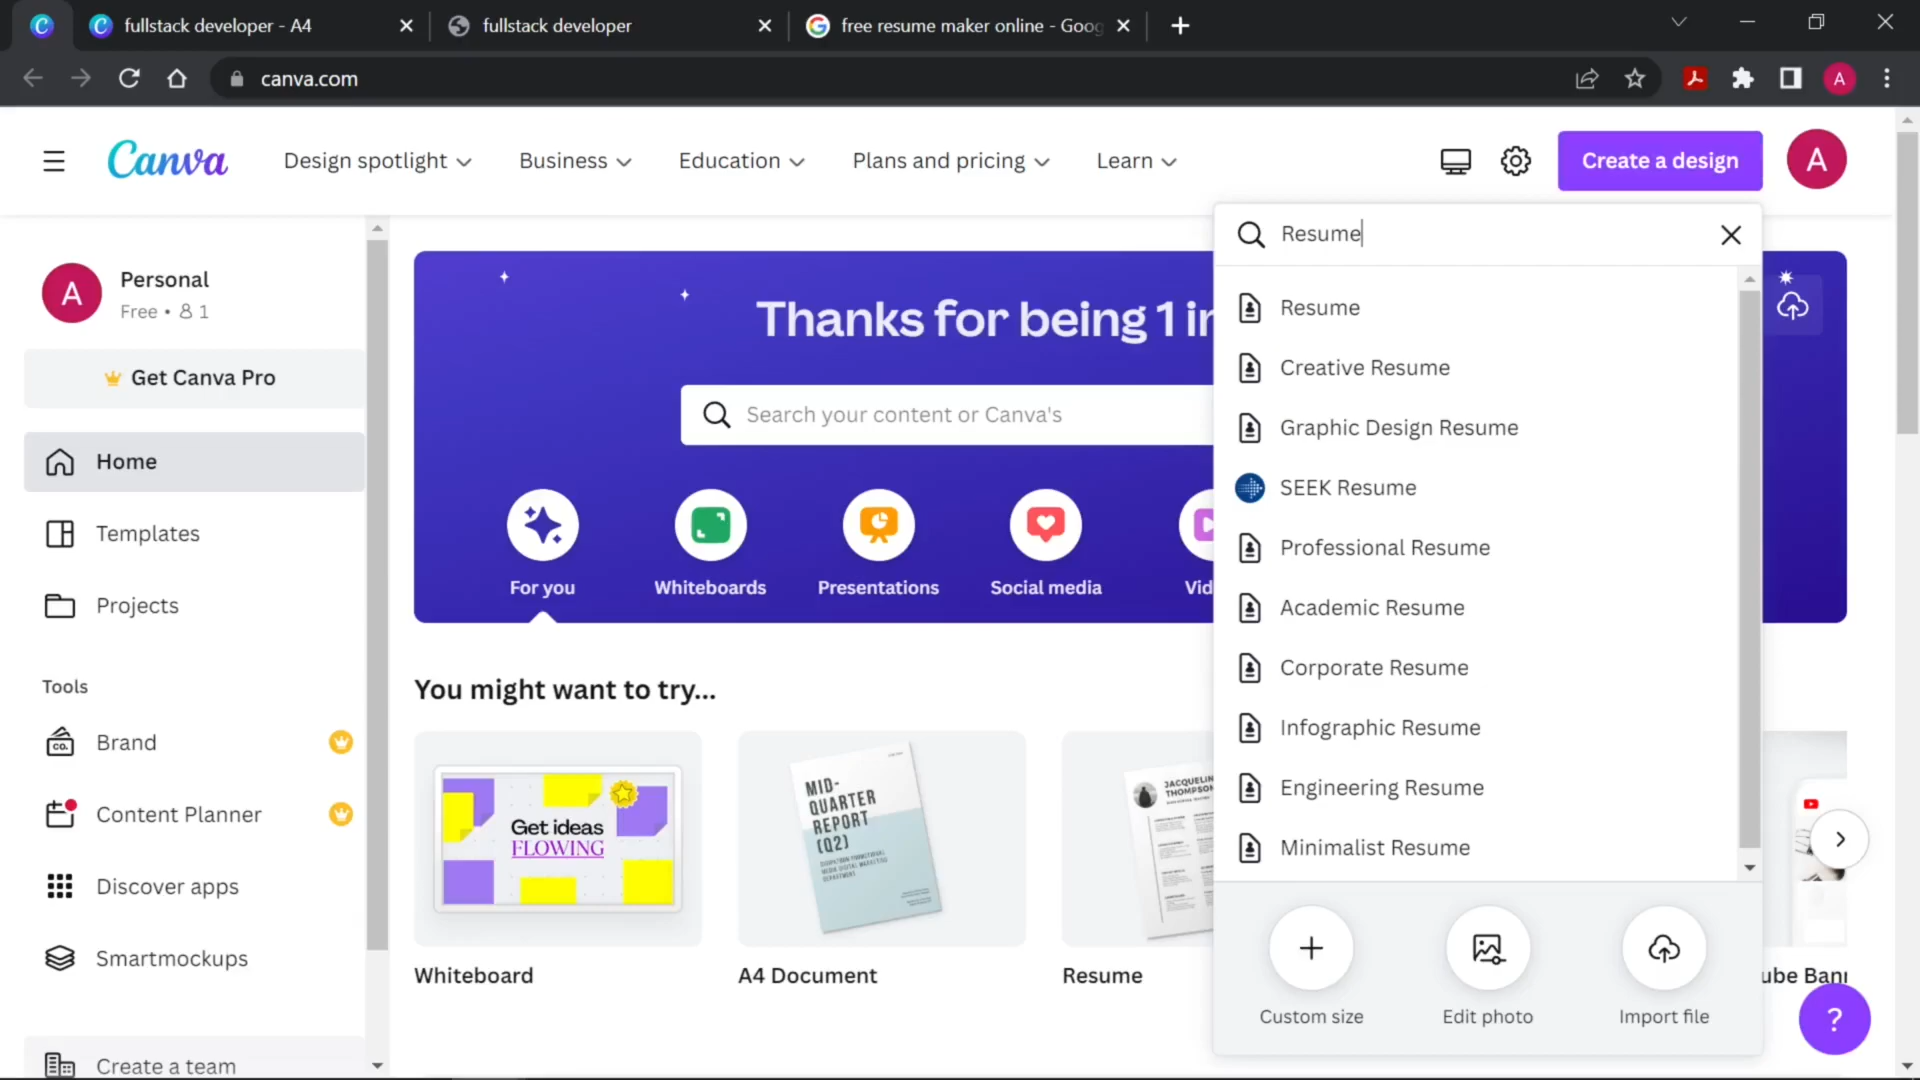 fullstack developer - A4
fullstack developer
free resume maker online - Goog
canva.com
A
Canva
Design spotlight
Business
Education
Plans and pricing
Learn
Create a design
A
Resume
A
Personal
Free • 1
Get Canva Pro
Home
Templates
Projects
Tools
Brand
CO.
Content Planner
Discover apps
Smartmockups
Create a team
Thanks for being 1 in
Search your content or Canva's
For you
Whiteboards
Presentations
Social media
Vid
You might want to try...
Get ideas
FLOWING
Whiteboard
MID-
QUARTER
REPORT
(Q2)
A4 Document
JACQUELIN
THOMPSON
Resume
Resume
Creative Resume
Graphic Design Resume
SEEK Resume
Professional Resume
Academic Resume
Corporate Resume
Infographic Resume
Engineering Resume
Minimalist Resume
Custom size
Edit photo
Import file
ube Bann
?